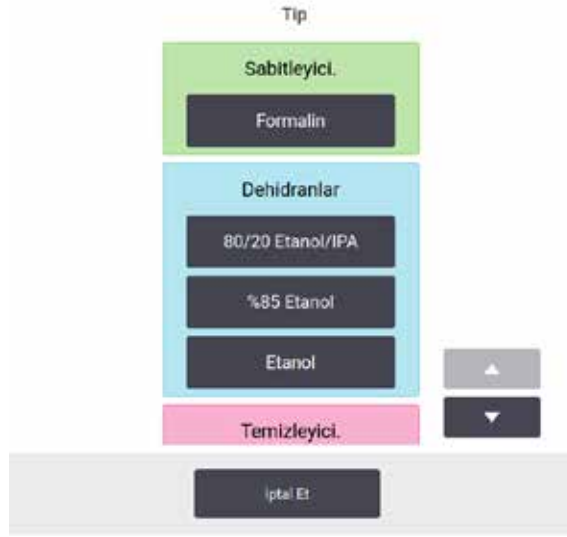 Tip
Sabitleyici.
Formalin
Dehidranlar
80/20 Etanol/IPA
%85 Etanol
Etanol
Temizleyici.
İptal Et